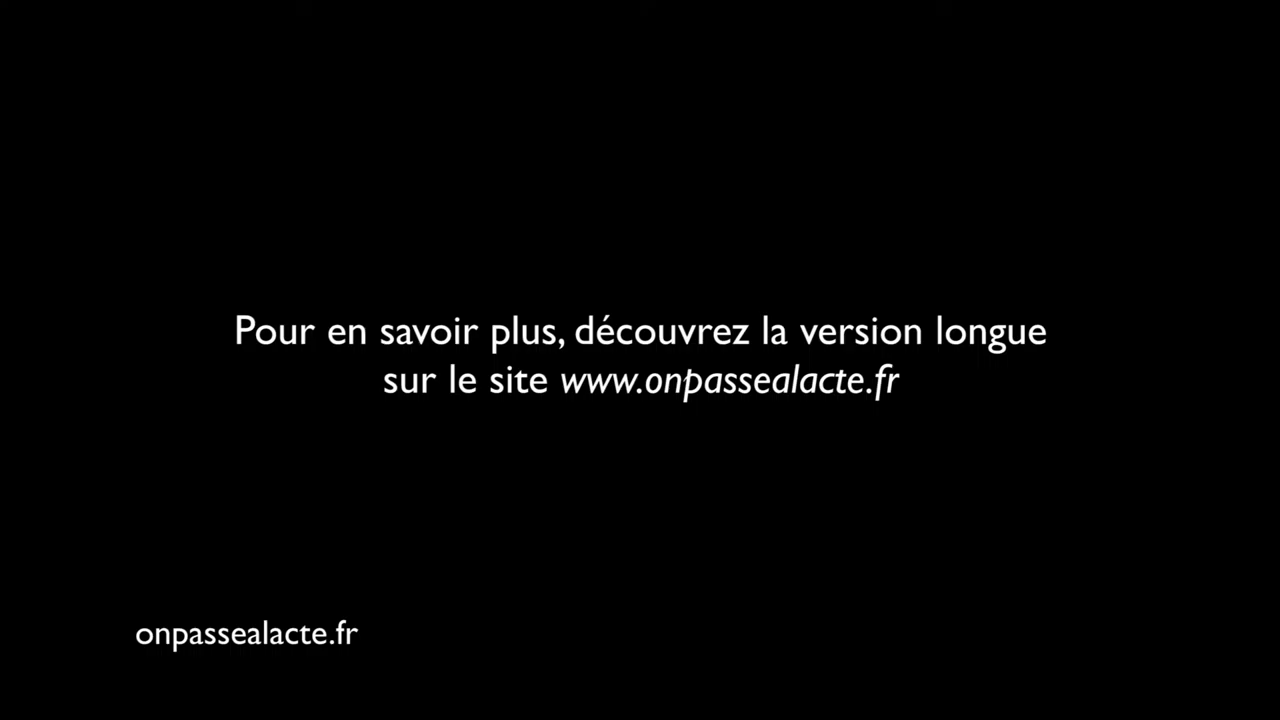 Pour en savoir plus, découvrez la version longue
sur le site www.onpassealacte.fr
onpassealacte.fr